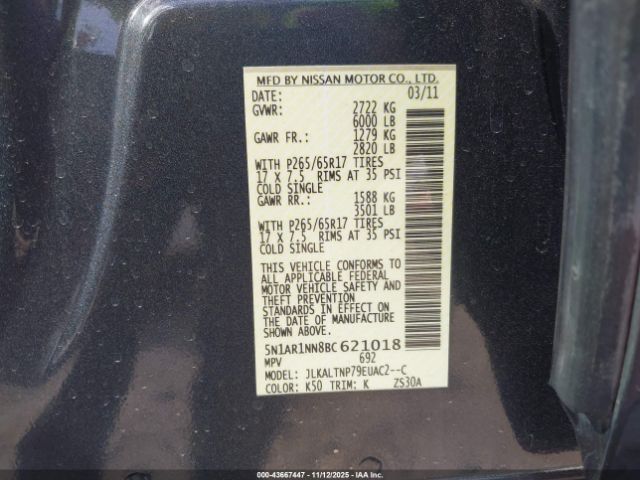 MFD BY NISSAN MOTOR CO., LTD.
DATE: 03/11
GVWR: 2722 KG
6000 LB
GAWR FR.: 1279 KG
2820 LB
WITH P265/65R17 TIRES
17 X 7.5 RIMS AT 35 PSI
COLD SINGLE
GAWR RR.: 1588 KG
3501 LB
WITH P265/65R17 TIRES
17 X 7.5 RIMS AT 35 PSI
COLD SINGLE
THIS VEHICLE CONFORMS TO
ALL APPLICABLE FEDERAL
MOTOR VEHICLE SAFETY AND
THEFT PREVENTION
STANDARDS IN EFFECT ON
THE DATE OF MANUFACTURE
SHOWN ABOVE.
5N1AR1NN8BC621018
MPV 692
MODEL: JLKALTNP79EUAC2--C
COLOR: K50 TRIM: K ZS30A
000-43667447 - 11/12/2025 - IAA Inc.